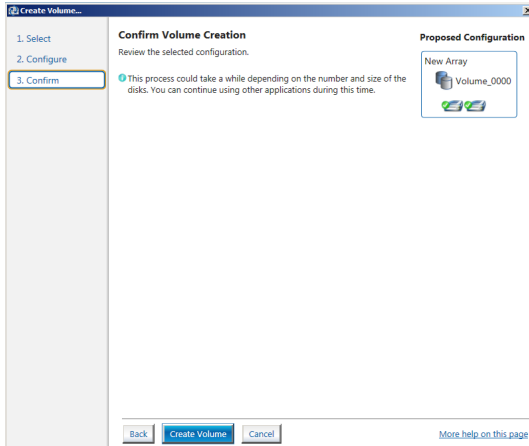 Create Volume...
1. Select
2. Configure
3. Confirm
Confirm Volume Creation
Review the selected configuration.
This process could take a while depending on the number and size of the
disks. You can continue using other applications during this time.
Proposed Configuration
New Array
Volume_0000
Back
Create Volume
Cancel
More help on this page